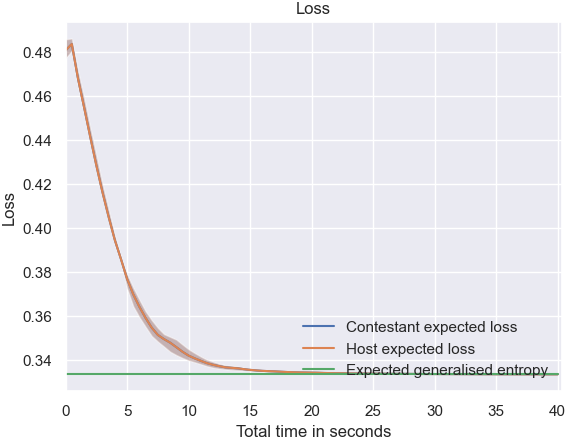 Loss
0.48
0.46
0.44
0.42
0.40
0.38
0.36
0.34
Loss
Contestant expected loss
Host expected loss
Expected generalised entropy
0 5 10 15 20 25 30 35 40
Total time in seconds